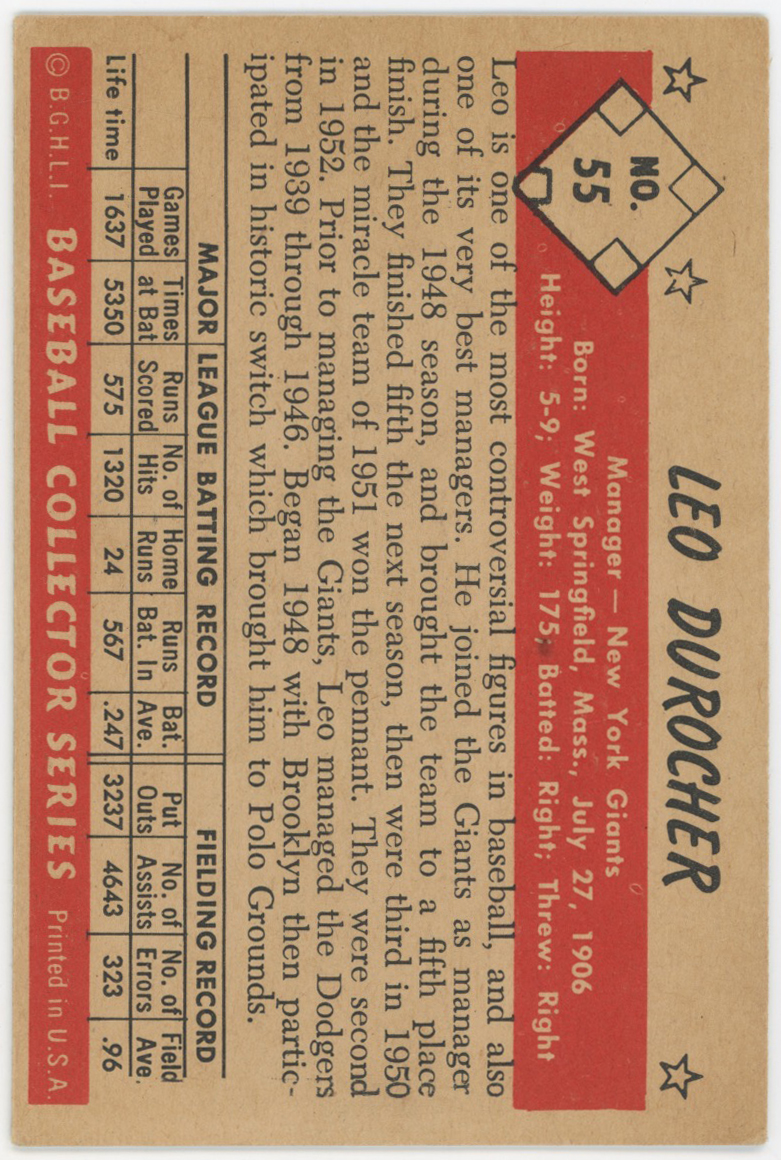 LEO DUROCHER
NO.
55
Manager — New York Giants
Born: West Springfield, Mass., July 27, 1906
Height: 5-9; Weight: 175; Batted: Right; Threw: Right
Leo is one of the most controversial figures in baseball, and also
one of its very best managers. He joined the Giants as manager
during the 1948 season, and brought the team to a fifth place
finish. They finished fifth the next season, then were third in 1950
and the miracle team of 1951 won the pennant. They were second
in 1952. Prior to managing the Giants, Leo managed the Dodgers
from 1939 through 1946. Began 1948 with Brooklyn then partic-
ipated in historic switch which brought him to Polo Grounds.
MAJOR LEAGUE BATTING RECORD FIELDING RECORD
Games Times Runs No. of Home Runs Bat. Put No. of No. of Field
Played at Bat Scored Hits Runs Bat. In Ave. Outs Assists Errors Ave.
Life time 1637 5350 575 1320 24 567 .247 3237 4643 323 .96
© B.G.H.L.I. BASEBALL COLLECTOR SERIES Printed in U.S.A.